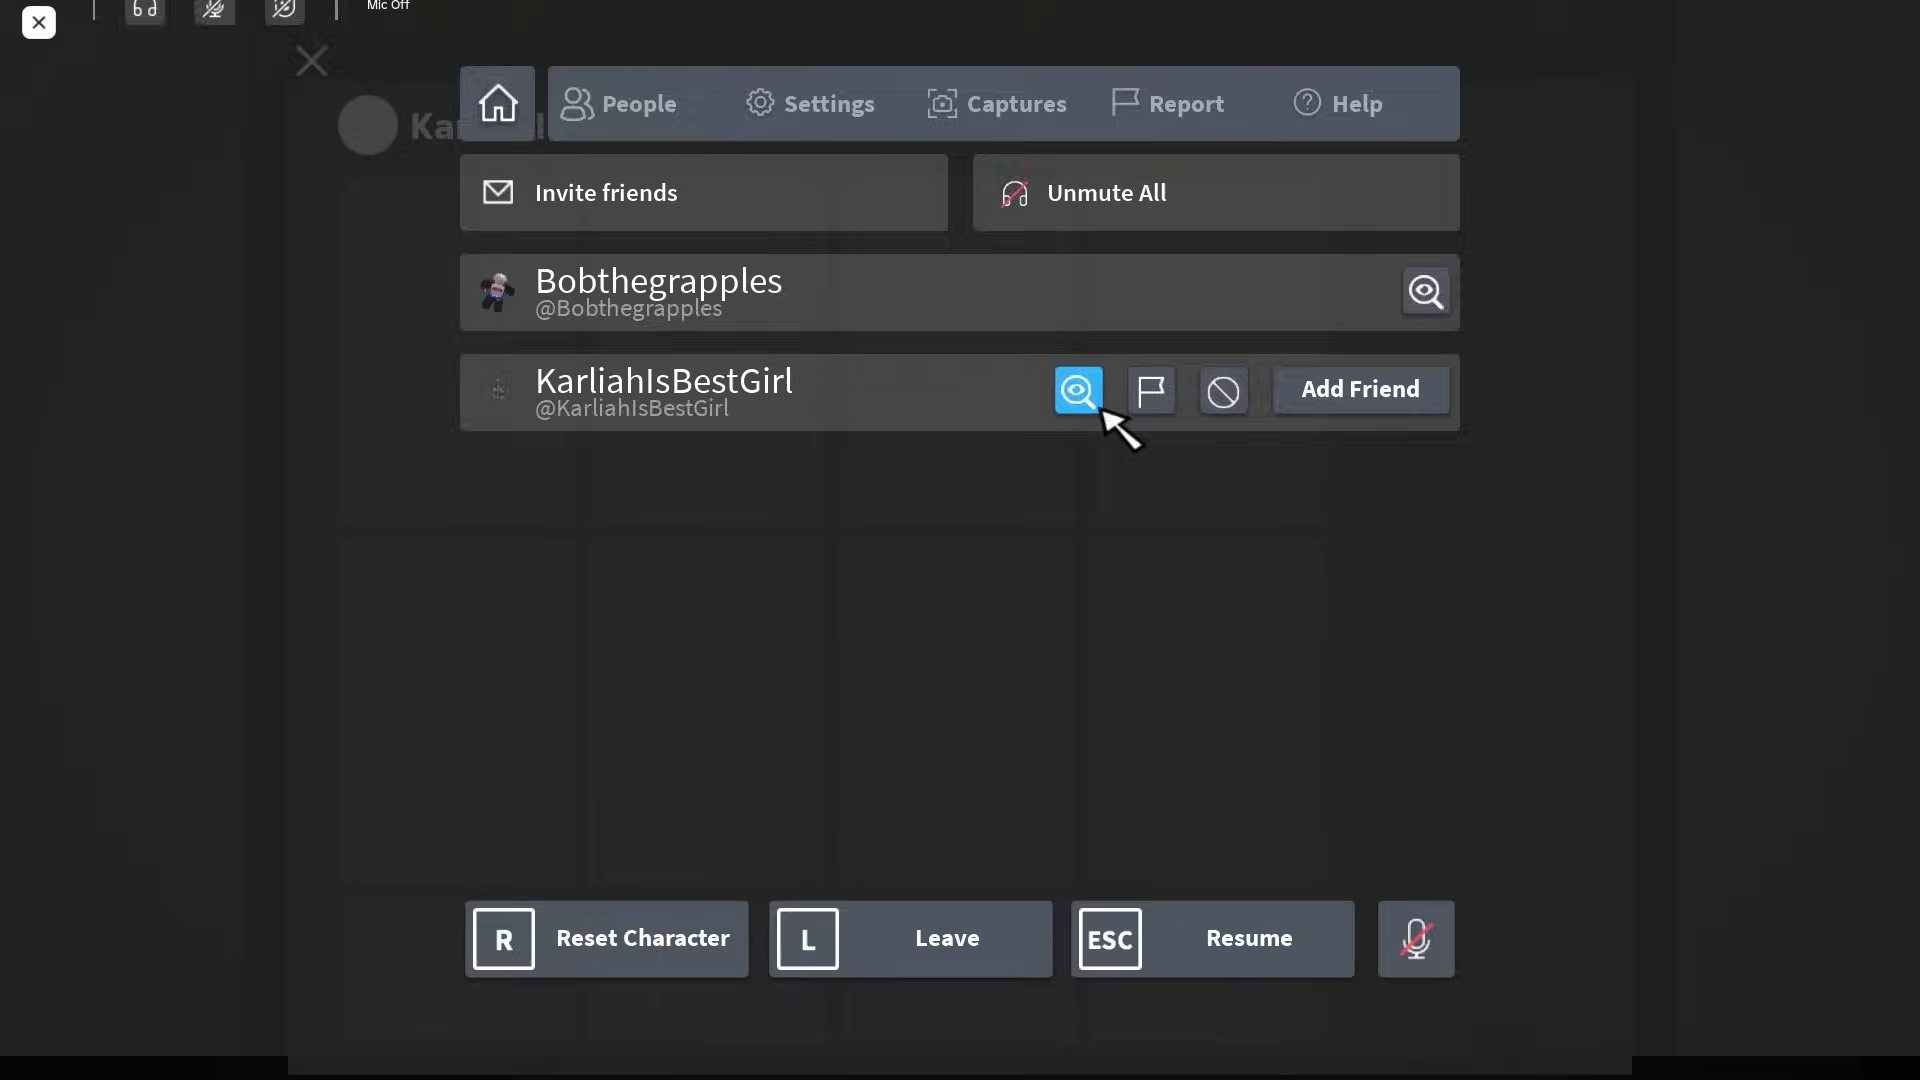 Mic Off
People
Settings
Captures
Report
Help
Invite friends
Unmute All
Bobthegrapples
@Bobthegrapples
KarliahIsBestGirl
@KarliahIsBestGirl
Add Friend
R Reset Character
L Leave
ESC Resume